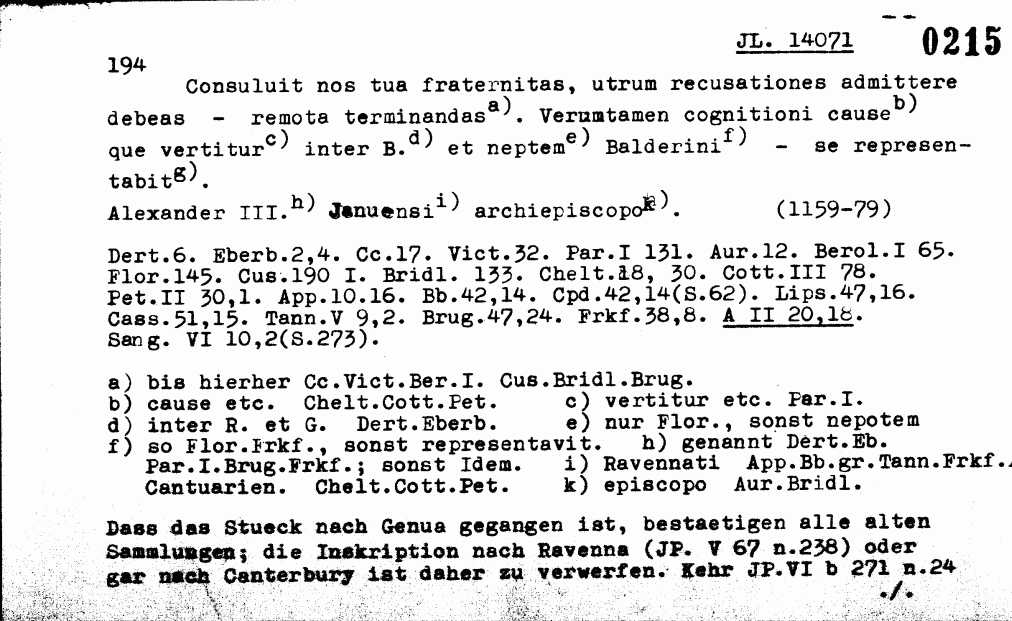 JL. 14071 -- 0215
194
Consuluit nos tua fraternitas, utrum recusationes admittere
debeas - remota terminandas a). Verumtamen cognitioni cause b)
que vertitur c) inter B. d) et neptem e) Balderini f) - se represen-
tabit g).
Alexander III. h) Januensi i) archiepiscopo k). (1159-79)
Dert.6. Eberb.2,4. Cc.17. Vict.32. Par.I 131. Aur.12. Berol.I 65.
Flor.145. Cus.190 I. Bridl. 133. Chelt.18, 30. Cott.III 78.
Pet.II 30,1. App.10.16. Bb.42,14. Cpd.42,14(S.62). Lips.47,16.
Cass.51,15. Tann.V 9,2. Brug.47,24. Frkf.38,8. A II 20,18.
Sang. VI 10,2(S.273).
a) bis hierher Cc.Vict.Ber.I. Cus.Bridl.Brug.
b) cause etc. Chelt.Cott.Pet. c) vertitur etc. Par.I.
d) inter R. et G. Dert.Eberb. e) nur Flor., sonst nepotem
f) so Flor.Frkf., sonst representavit. h) genannt Dert.Eb.
Par.I.Brug.Frkf.; sonst Idem. i) Ravennati App.Bb.gr.Tann.Frkf.
Cantuarien. Chelt.Cott.Pet. k) episcopo Aur.Bridl.
Dass das Stueck nach Genua gegangen ist, bestaetigen alle alten
Sammlungen; die Inskription nach Ravenna (JP. V 67 n.238) oder
gar nach Canterbury ist daher zu verwerfen. Kehr JP.VI b 271 n.24
./.